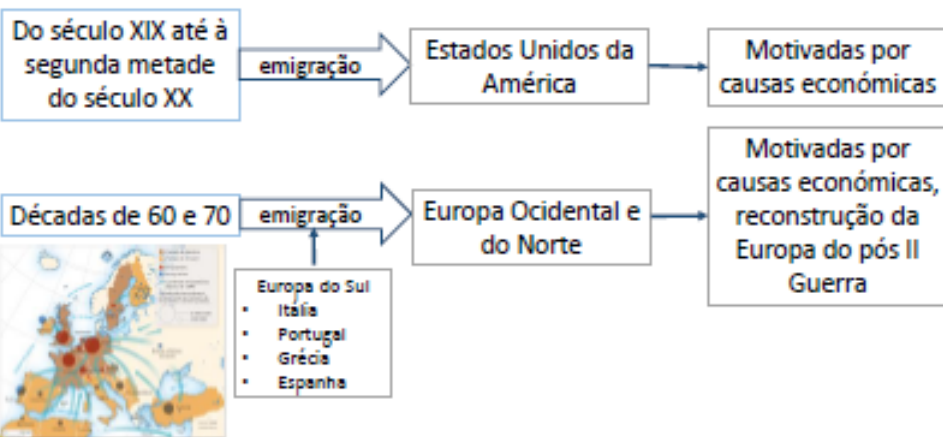 Do século XIX até à
segunda metade
do século XX
emigração
Estados Unidos da
América
Motivadas por
causas económicas
Décadas de 60 e 70
emigração
Europa Ocidental e
do Norte
Motivadas por
causas económicas,
reconstrução da
Europa do pós II
Guerra
Europa do Sul
• Itália
• Portugal
• Grécia
• Espanha